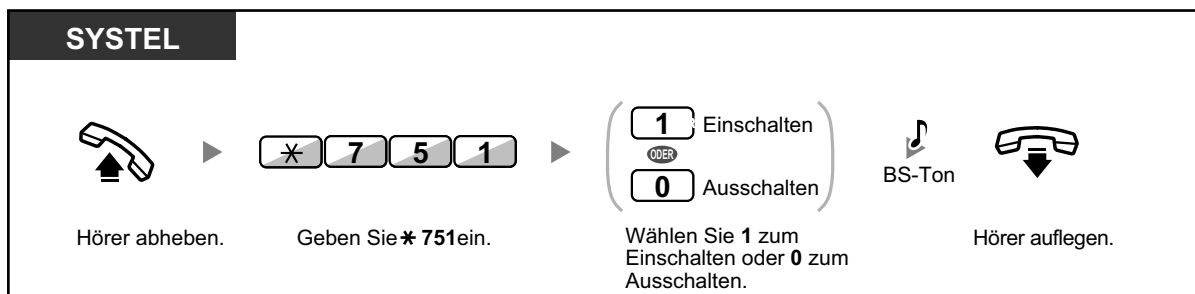 SYSTEL
* 7 5 1
1 Einschalten
ODER
0 Ausschalten
BS-Ton
Hörer abheben.
Geben Sie * 751ein.
Wählen Sie 1 zum
Einschalten oder 0 zum
Ausschalten.
Hörer auflegen.